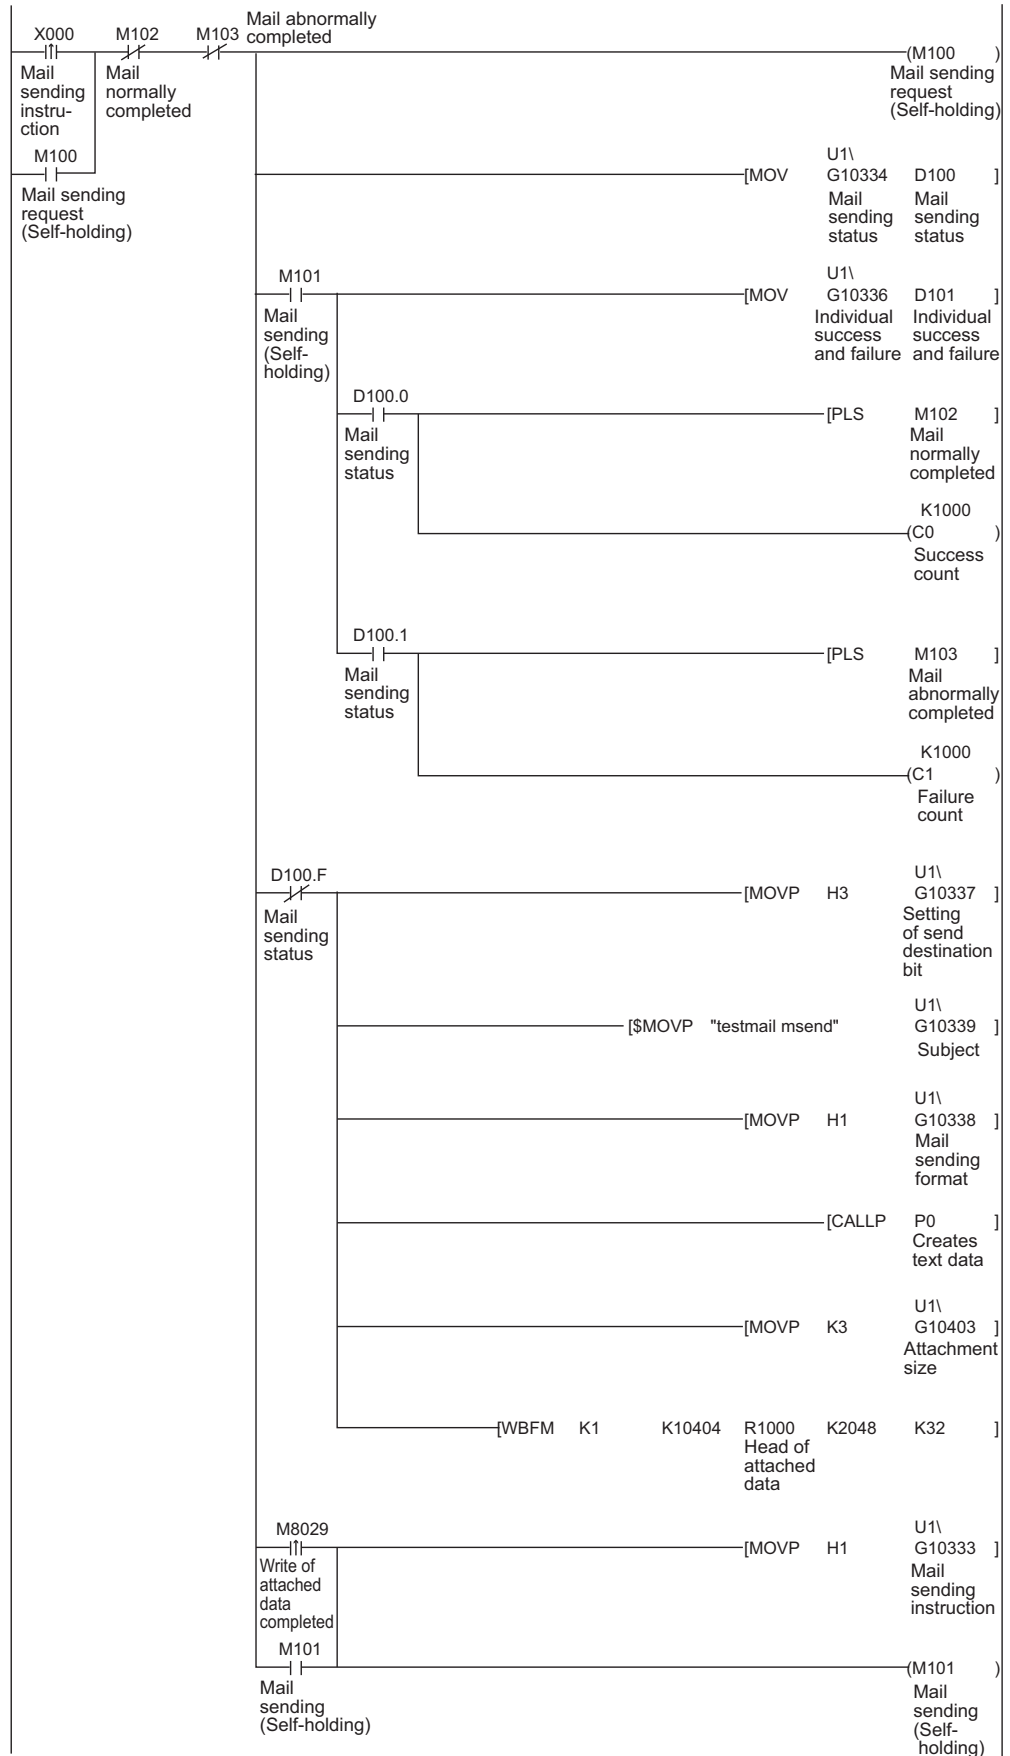 Mail abnormally
completed
X000 M102 M103
(M100 )
Mail
sending
instru-
ction
Mail
normally
completed
Mail sending
request
(Self-holding)
M100
Mail sending
request
(Self-holding)
U1\
[MOV G10334 D100 ]
Mail
sending
status
Mail
sending
status
M101
U1\
[MOV G10336 D101 ]
Mail
sending
(Self-
holding)
Individual
success
and failure
Individual
success
and failure
D100.0
[PLS M102 ]
Mail
sending
status
Mail
normally
completed
K1000
(C0 )
Success
count
D100.1
[PLS M103 ]
Mail
sending
status
Mail
abnormally
completed
K1000
(C1 )
Failure
count
D100.F
U1\
[MOVP H3 G10337 ]
Mail
sending
status
Setting
of send
destination
bit
U1\
[$MOVP "testmail msend" G10339 ]
Subject
U1\
[MOVP H1 G10338 ]
Mail
sending
format
[CALLP P0 ]
Creates
text data
U1\
[MOVP K3 G10403 ]
Attachment
size
[WBFM K1 K10404 R1000 K2048 K32 ]
Head of
attached
data
M8029
U1\
[MOVP H1 G10333 ]
Write of
attached
data
completed
Mail
sending
instruction
M101
(M101 )
Mail
sending
(Self-holding)
Mail
sending
(Self-
holding)